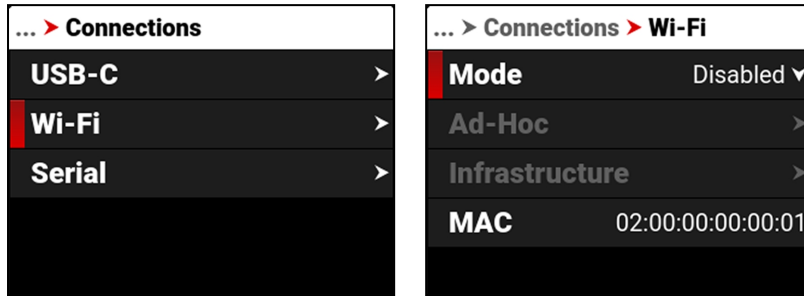 ... ➤ Connections
USB-C
Wi-Fi
Serial
... ➤ Connections ➤ Wi-Fi
Mode Disabled
Ad-Hoc
Infrastructure
MAC 02:00:00:00:00:01